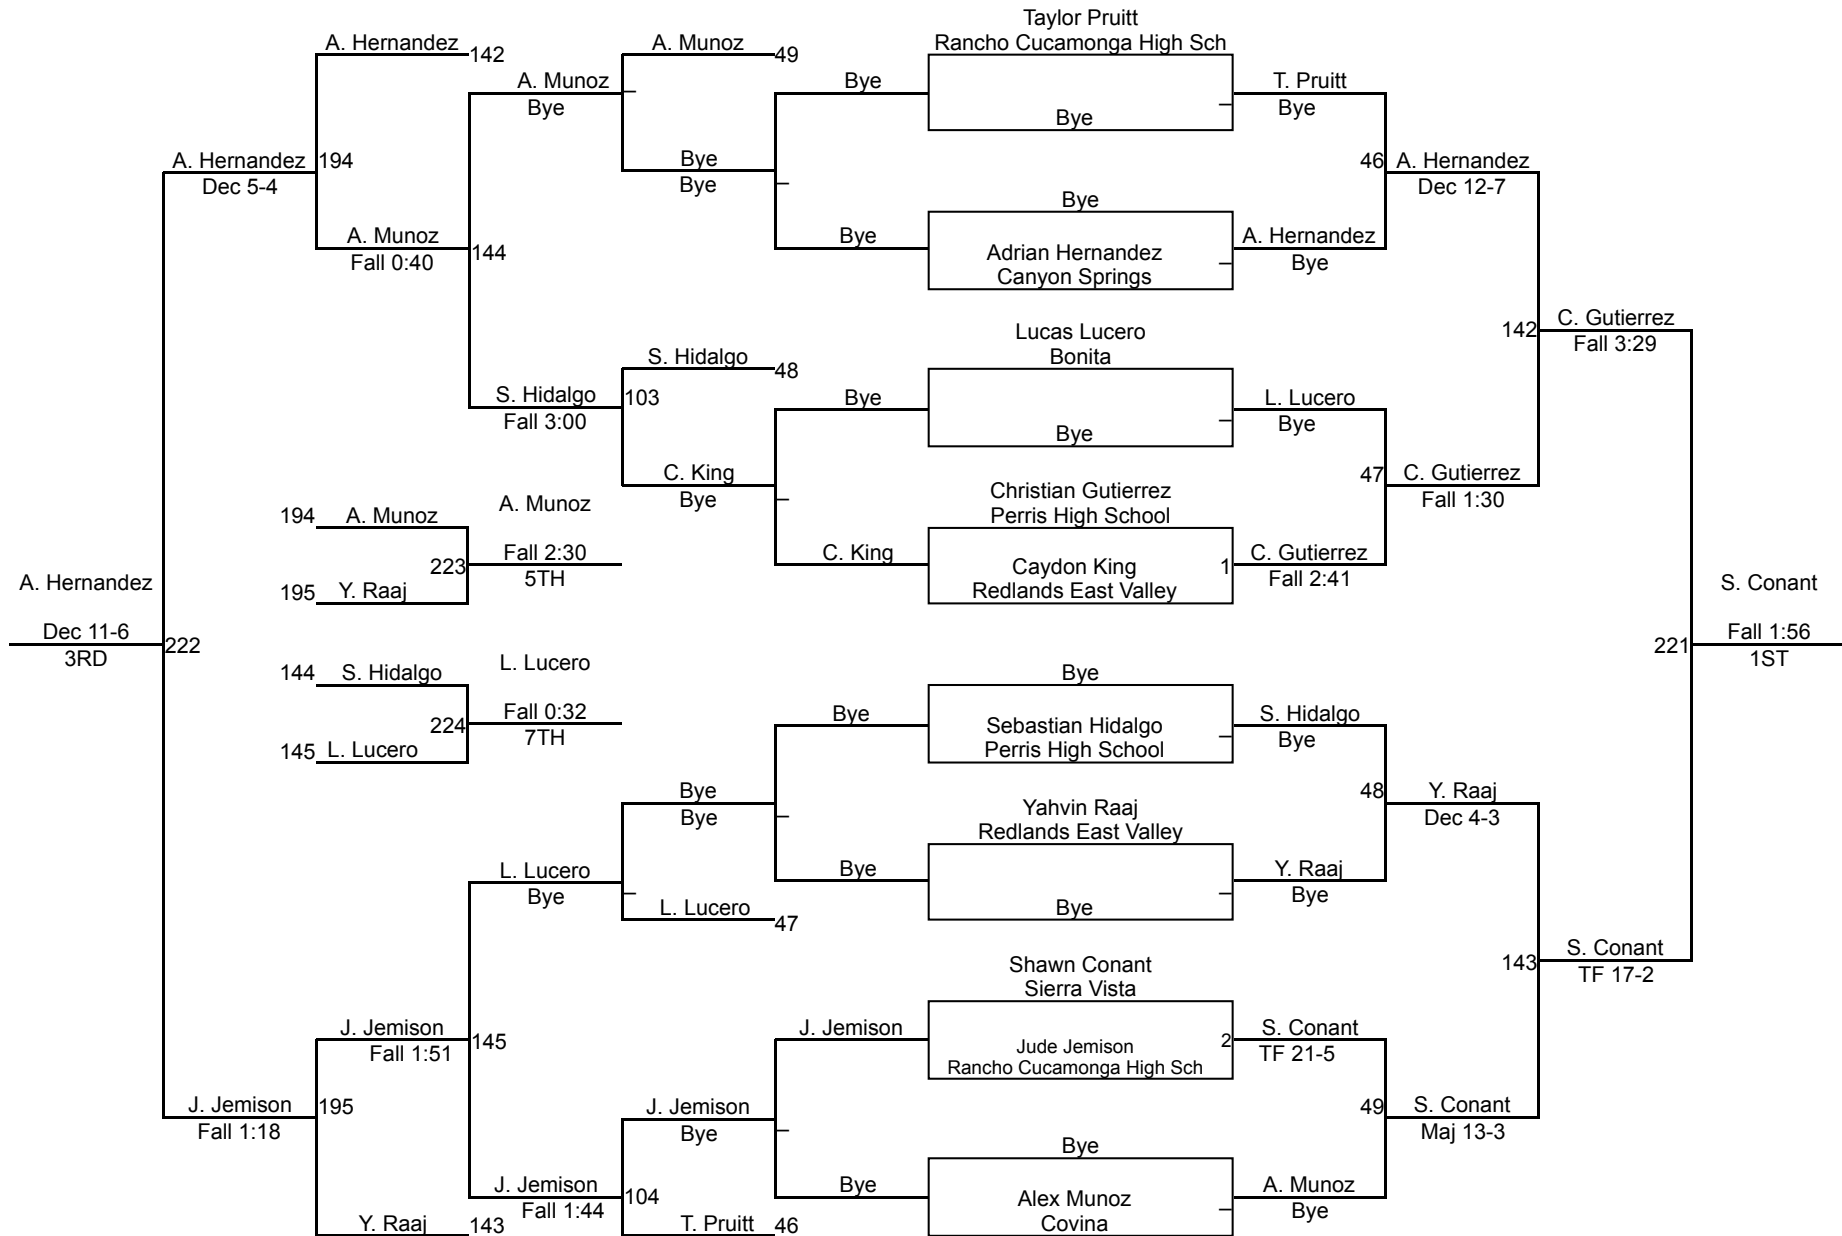 Taylor Pruitt
Rancho Cucamonga High Sch
A. Hernandez
142
A. Munoz
49
A. Munoz
Bye
Bye
Bye
T. Pruitt
Bye
A. Hernandez
194
Dec 5-4
Bye
Bye
46
A. Hernandez
Dec 12-7
Bye
A. Munoz
Fall 0:40
144
Bye
Adrian Hernandez
Canyon Springs
A. Hernandez
Bye
Lucas Lucero
Bonita
142
C. Gutierrez
Fall 3:29
S. Hidalgo
48
S. Hidalgo
103
Fall 3:00
Bye
Bye
L. Lucero
Bye
C. King
Bye
47
C. Gutierrez
Fall 1:30
Christian Gutierrez
Perris High School
194
A. Munoz
A. Munoz
223
Fall 2:30
5TH
195
Y. Raaj
C. King
Caydon King
Redlands East Valley
1
C. Gutierrez
Fall 2:41
A. Hernandez
Dec 11-6
3RD
222
S. Conant
221
Fall 1:56
1ST
144
S. Hidalgo
L. Lucero
224
Fall 0:32
7TH
145
L. Lucero
Bye
Bye
Sebastian Hidalgo
Perris High School
S. Hidalgo
Bye
Bye
Bye
48
Y. Raaj
Dec 4-3
Yahvin Raaj
Redlands East Valley
L. Lucero
Bye
Bye
Bye
Y. Raaj
Bye
L. Lucero
47
Shawn Conant
Sierra Vista
143
S. Conant
TF 17-2
J. Jemison
Fall 1:51
145
J. Jemison
Jude Jemison
Rancho Cucamonga High Sch
2
S. Conant
TF 21-5
J. Jemison
195
Fall 1:18
J. Jemison
Bye
49
S. Conant
Maj 13-3
Bye
J. Jemison
104
Fall 1:44
Bye
Alex Munoz
Covina
A. Munoz
Bye
Y. Raaj
143
T. Pruitt
46